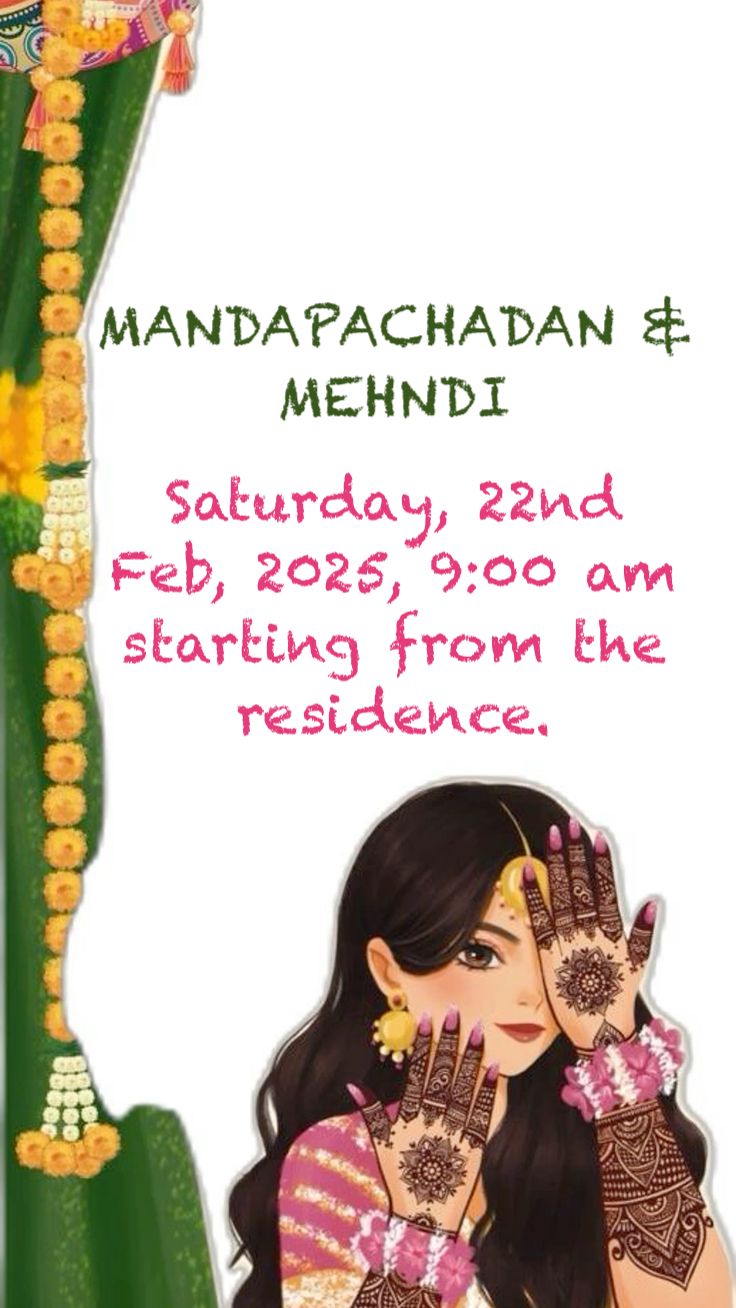 MANDAPACHADAN &
MEHNDI
Saturday, 22nd
Feb, 2025, 9:00 am
starting from the
residence.